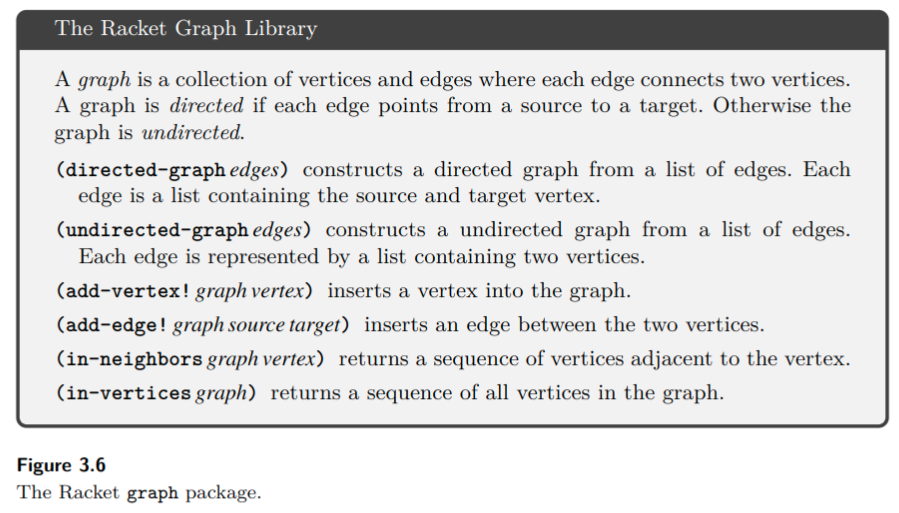 The Racket Graph Library
A graph is a collection of vertices and edges where each edge connects two vertices.
A graph is directed if each edge points from a source to a target. Otherwise the
graph is undirected.
(directed-graph edges) constructs a directed graph from a list of edges. Each
edge is a list containing the source and target vertex.
(undirected-graph edges) constructs a undirected graph from a list of edges.
Each edge is represented by a list containing two vertices.
(add-vertex! graph vertex) inserts a vertex into the graph.
(add-edge! graph source target) inserts an edge between the two vertices.
(in-neighbors graph vertex) returns a sequence of vertices adjacent to the vertex.
(in-vertices graph) returns a sequence of all vertices in the graph.
Figure 3.6
The Racket graph package.